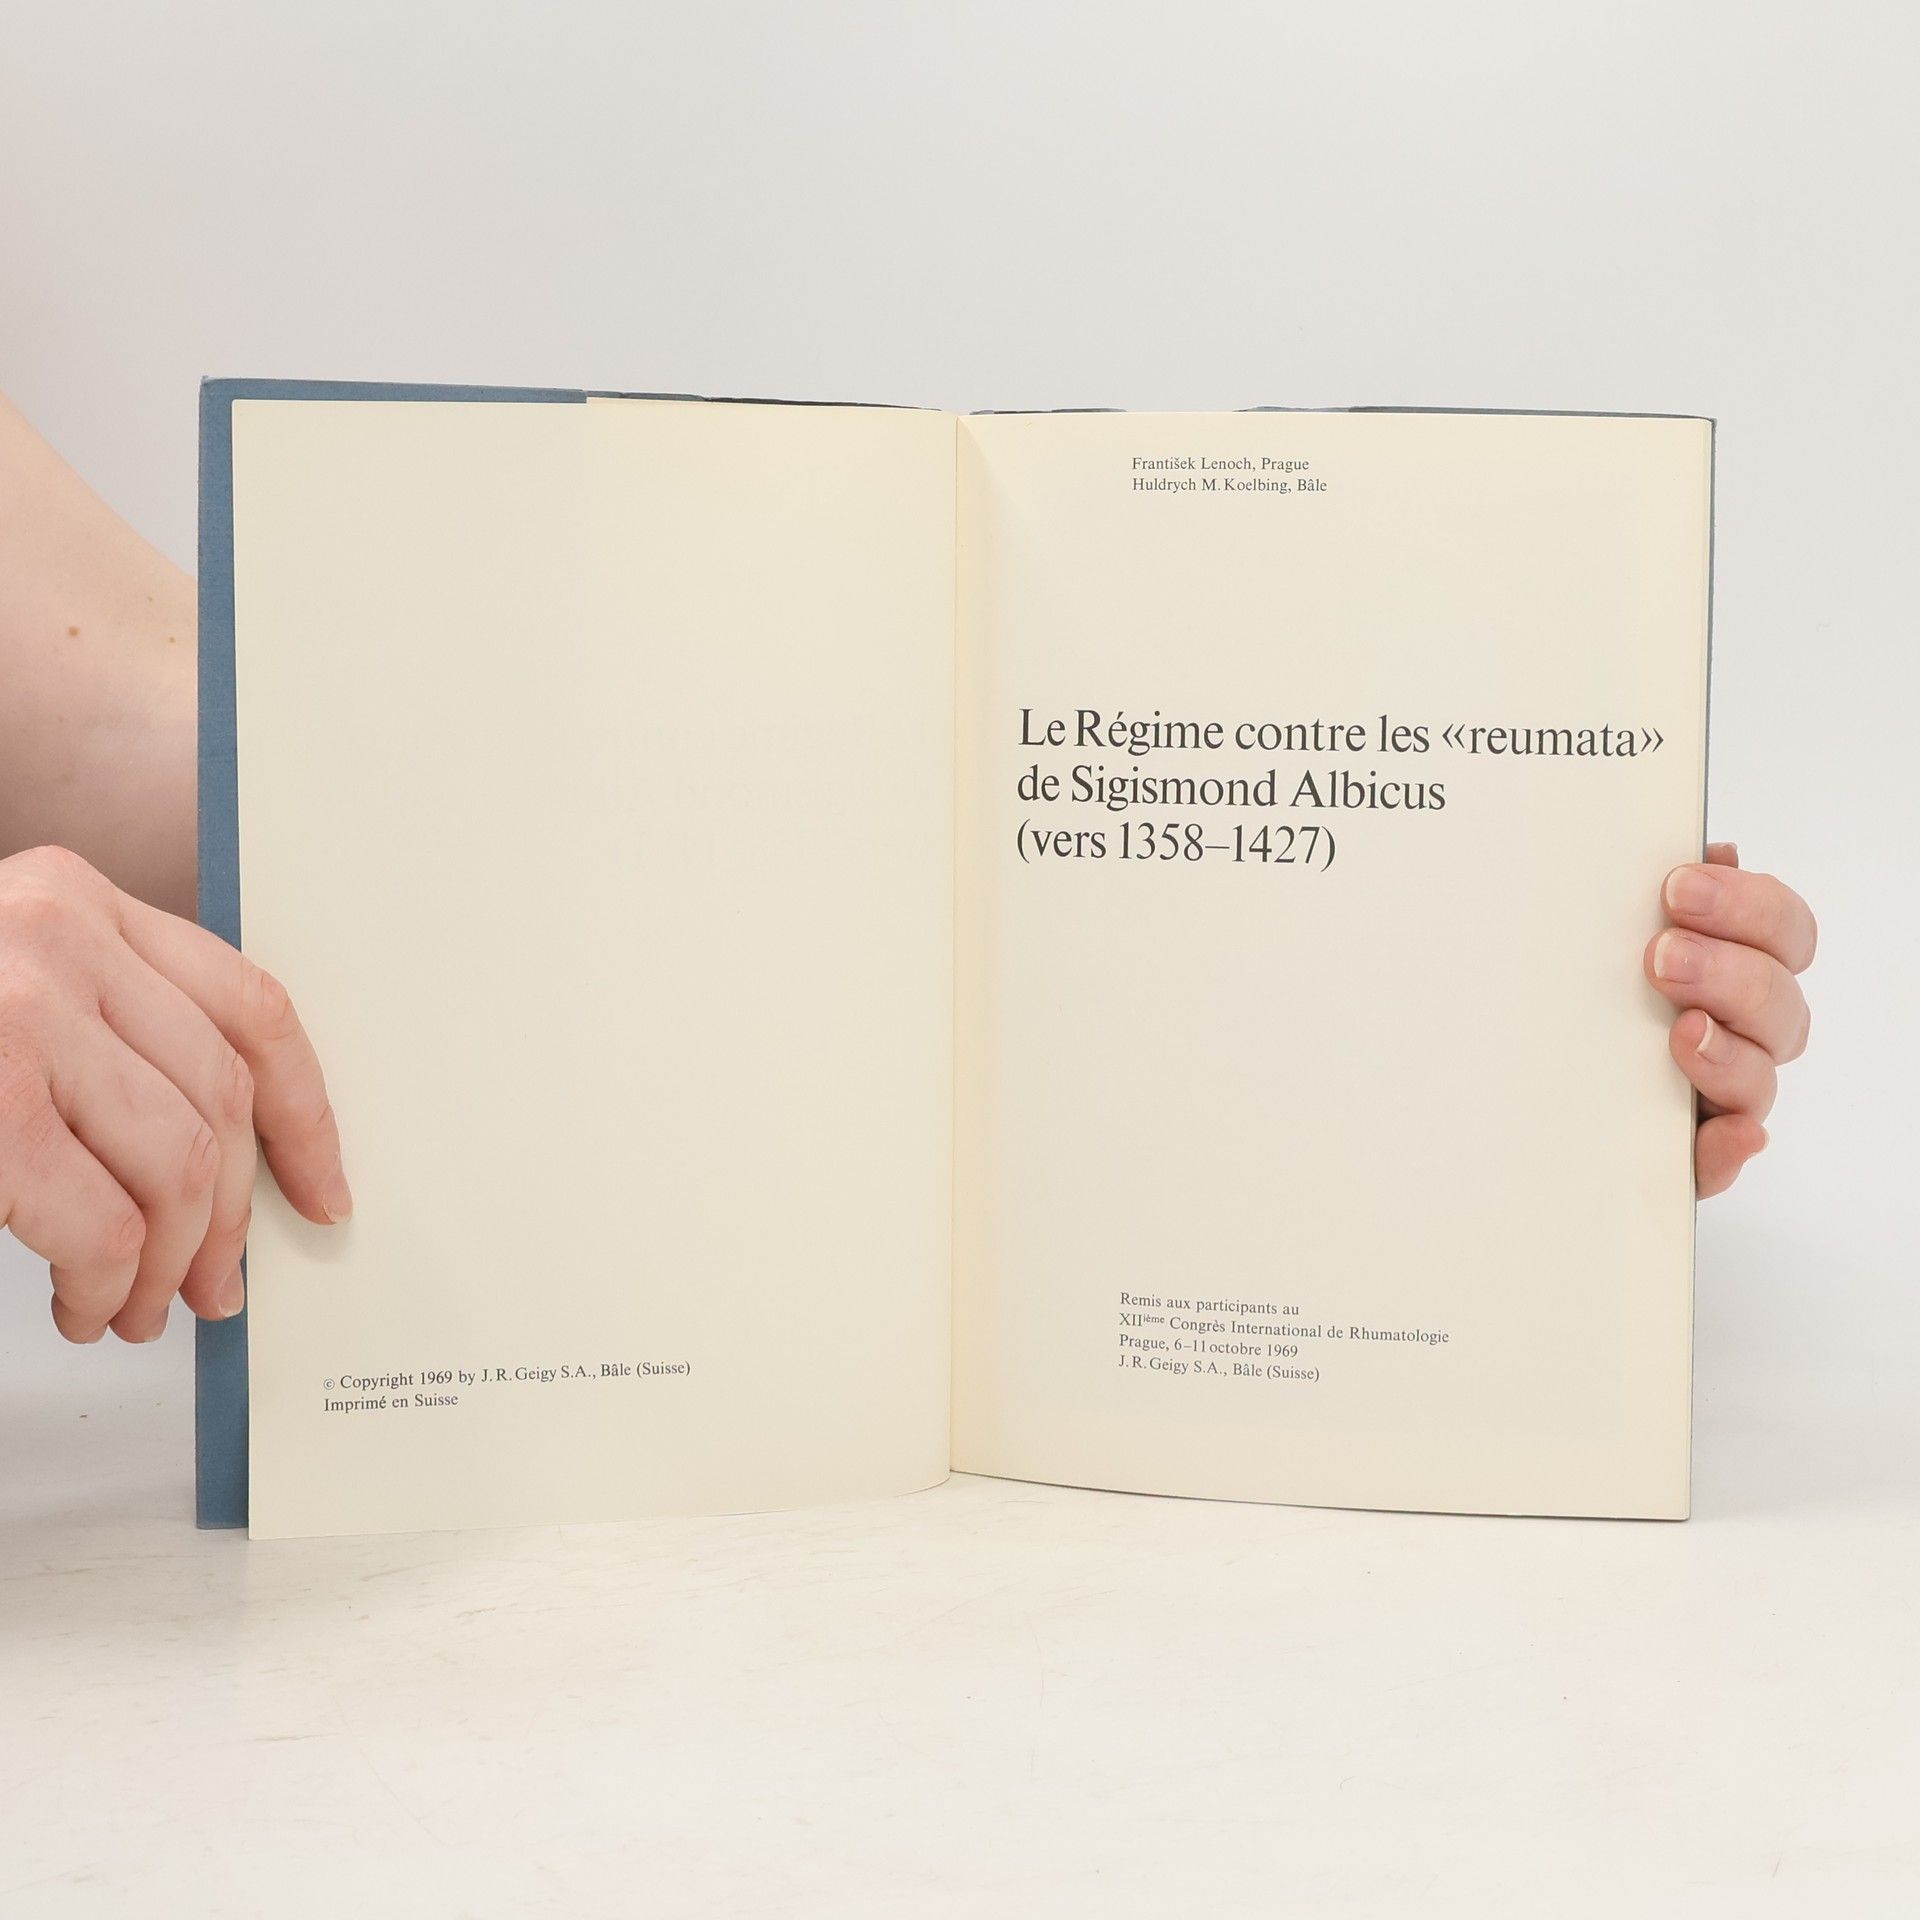 © Copyright 1969 by J. R. Geigy S.A., Bâle (Suisse)
Imprimé en Suisse
František Lenoch, Prague
Huldrych M. Koelbing, Bâle
Le Régime contre les «reumata»
de Sigismond Albicus
(vers 1358–1427)
Remis aux participants au
XIIième Congrès International de Rhumatologie
Prague, 6–11 octobre 1969
J. R. Geigy S.A., Bâle (Suisse)